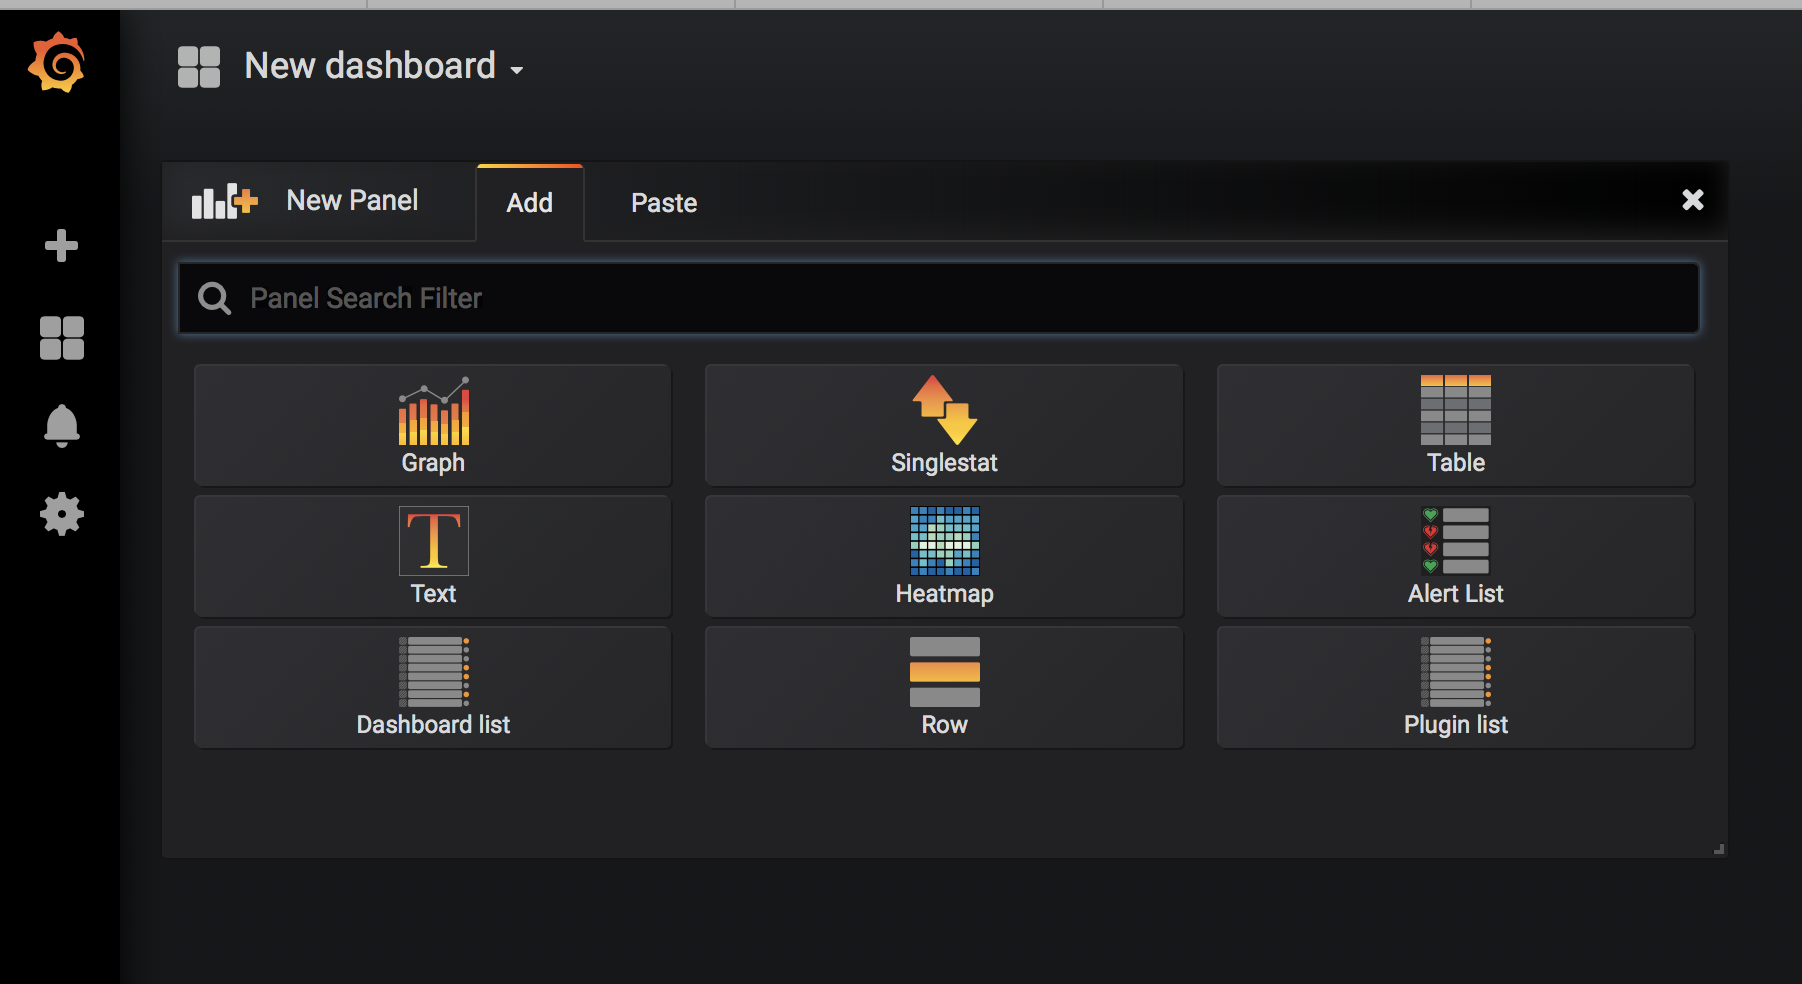 New dashboard
New Panel
Add
Paste
Panel Search Filter
Graph
Singlestat
Table
T
Text
Heatmap
Alert List
Dashboard list
Row
Plugin list